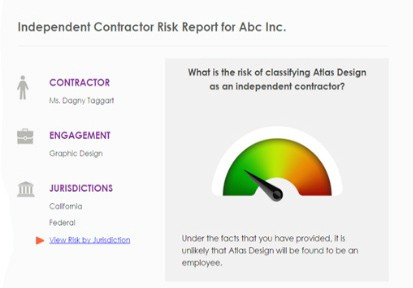 Independent Contractor Risk Report for Abc Inc.
CONTRACTOR
Ms. Dagny Taggart
ENGAGEMENT
Graphic Design
JURISDICTIONS
California
Federal
View Risk by Jurisdiction
What is the risk of classifying Atlas Design
as an independent contractor?
Under the facts that you have provided, it is
unlikely that Atlas Design will be found to be an
employee.